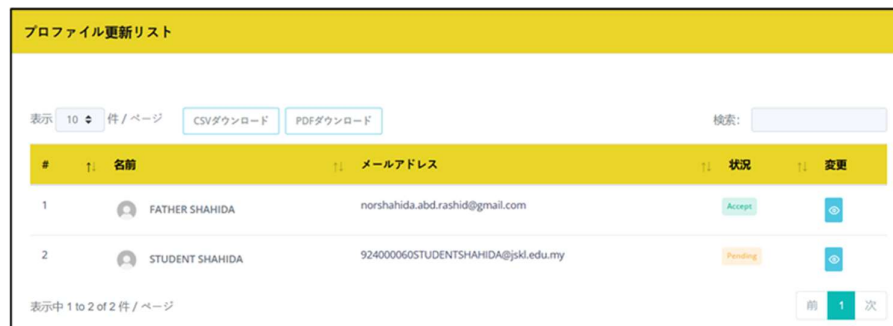 プロファイル更新リスト
表示 10 件 / ページ CSVダウンロード PDFダウンロード 検索:
# 名前 メールアドレス 状況 変更
1 FATHER SHAHIDA norshahida.abd.rashid@gmail.com Accept
2 STUDENT SHAHIDA 924000060STUDENTSHAHIDA@jskl.edu.my Pending
表示中 1 to 2 of 2 件 / ページ 前 1 次